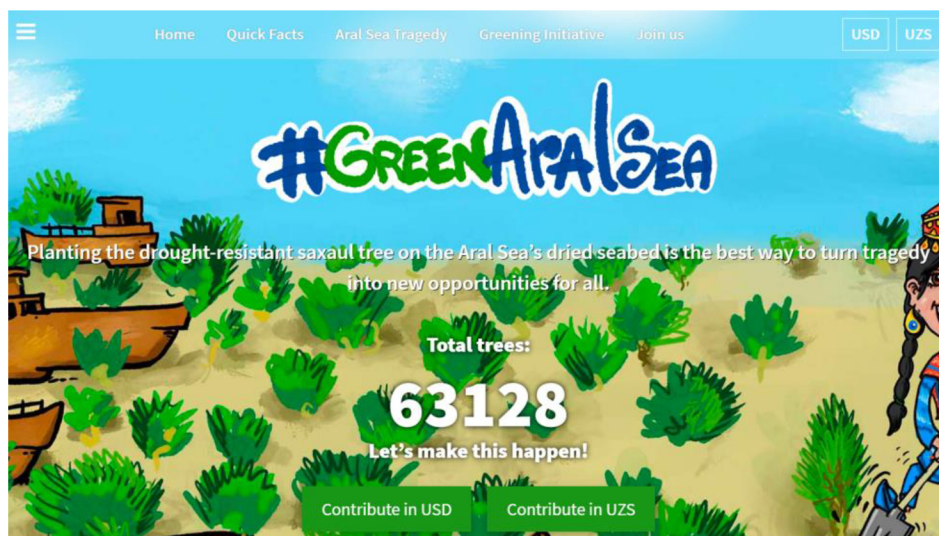 Home Quick Facts Aral Sea Tragedy Greening Initiative Join us USD UZS
#GREENARALSEA
Planting the drought-resistant saxaul tree on the Aral Sea's dried seabed is the best way to turn tragedy
into new opportunities for all.
Total trees:
63128
Let's make this happen!
Contribute in USD Contribute in UZS